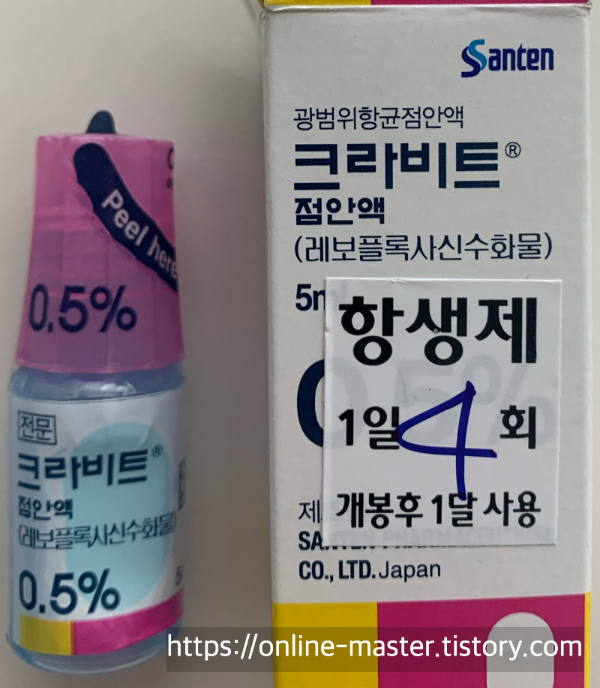 Peel here
0.5%
전문
크라비트®
점안액
(레보플록사신수화물)
0.5%
Santen
광범위항균점안액
크라비트®
점안액
(레보플록사신수화물)
항생제
1일 4 회
개봉후 1달 사용
SANTEN
CO., LTD. Japan
https://online-master.tistory.com